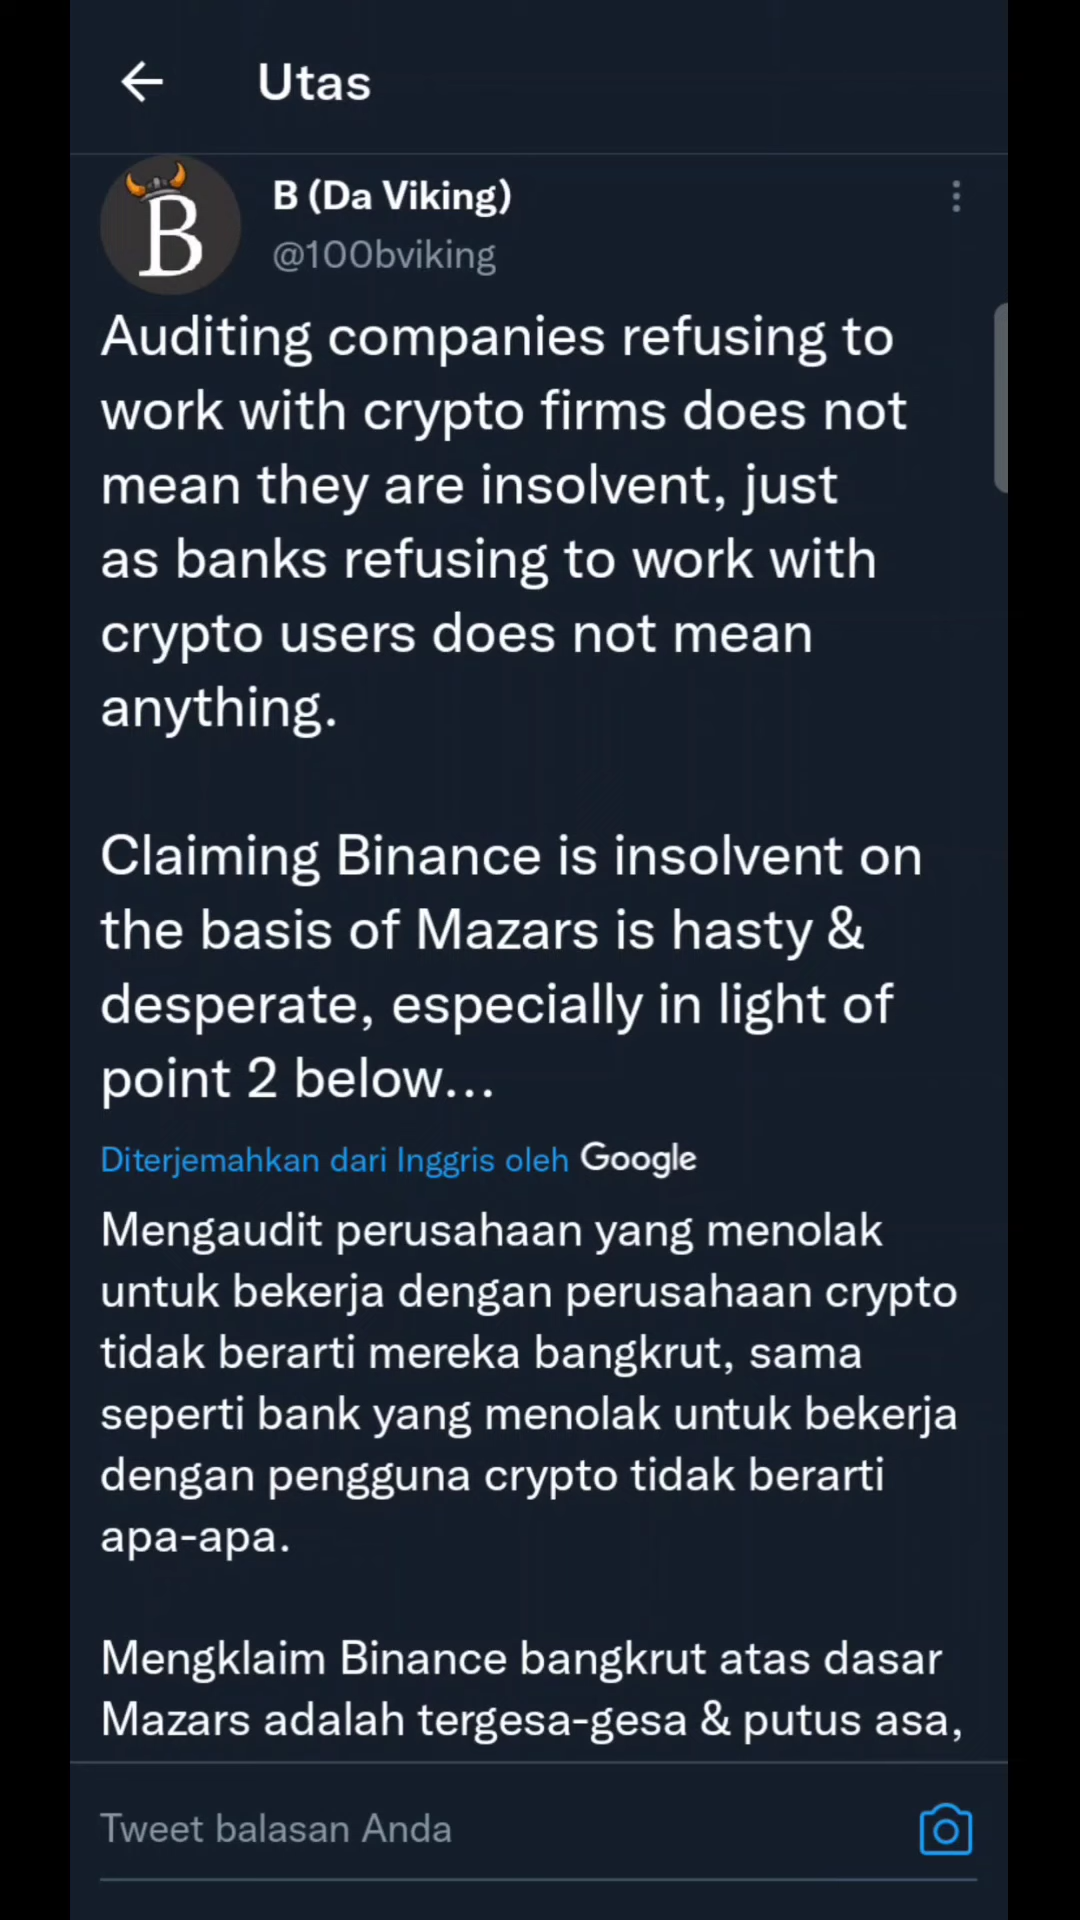 Utas
B (Da Viking)
@100bviking
Auditing companies refusing to
work with crypto firms does not
mean they are insolvent, just
as banks refusing to work with
crypto users does not mean
anything.
Claiming Binance is insolvent on
the basis of Mazars is hasty &
desperate, especially in light of
point 2 below...
Diterjemahkan dari Inggris oleh Google
Mengaudit perusahaan yang menolak
untuk bekerja dengan perusahaan crypto
tidak berarti mereka bangkrut, sama
seperti bank yang menolak untuk bekerja
dengan pengguna crypto tidak berarti
apa-apa.
Mengklaim Binance bangkrut atas dasar
Mazars adalah tergesa-gesa & putus asa,
Tweet balasan Anda